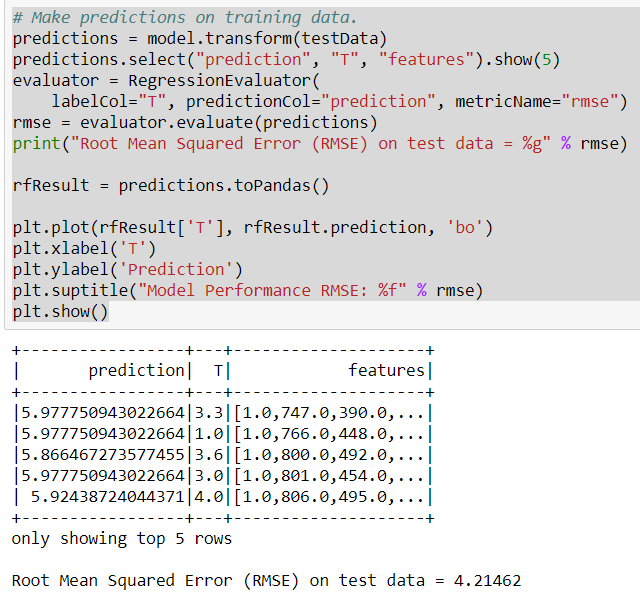 # Make predictions on training data.
predictions = model.transform(testData)
predictions.select("prediction", "T", "features").show(5)
evaluator = RegressionEvaluator(
    labelCol="T", predictionCol="prediction", metricName="rmse")
rmse = evaluator.evaluate(predictions)
print("Root Mean Squared Error (RMSE) on test data = %g" % rmse)

rfResult = predictions.toPandas()

plt.plot(rfResult['T'], rfResult.prediction, 'bo')
plt.xlabel('T')
plt.ylabel('Prediction')
plt.suptitle("Model Performance RMSE: %f" % rmse)
plt.show()

+-----------------+---+--------------------+
|       prediction|  T|            features|
+-----------------+---+--------------------+
|5.977750943022664|3.3|[1.0,747.0,390.0,...|
|5.977750943022664|1.0|[1.0,766.0,448.0,...|
|5.866467273577455|3.6|[1.0,800.0,492.0,...|
|5.977750943022664|3.0|[1.0,801.0,454.0,...|
| 5.92438724044371|4.0|[1.0,806.0,495.0,...|
+-----------------+---+--------------------+
only showing top 5 rows

Root Mean Squared Error (RMSE) on test data = 4.21462